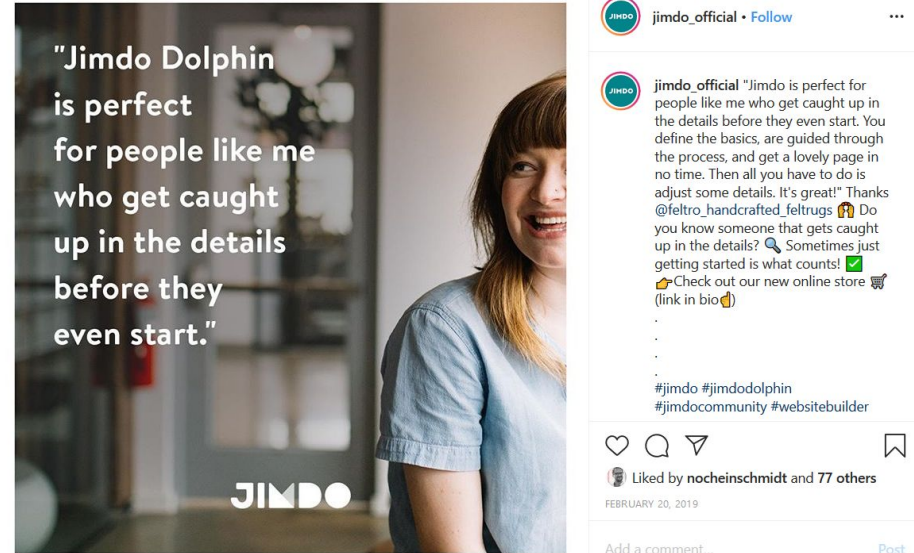 "Jimdo Dolphin
is perfect
for people like me
who get caught
up in the details
before they
even start."
JIMDO
JIMDO
jimdo_official • Follow
JIMDO
jimdo_official "Jimdo is perfect for
people like me who get caught up in
the details before they even start. You
define the basics, are guided through
the process, and get a lovely page in
no time. Then all you have to do is
adjust some details. It's great!" Thanks
@feltro_handcrafted_feltrugs 🙌 Do
you know someone that gets caught
up in the details? 🔍 Sometimes just
getting started is what counts! ✅
👉Check out our new online store 🛒
(link in bio☝)
.
.
.
.
#jimdo #jimdodolphin
#jimdocommunity #websitebuilder
Liked by nocheinschmidt and 77 others
FEBRUARY 20, 2019
Add a comment... Post